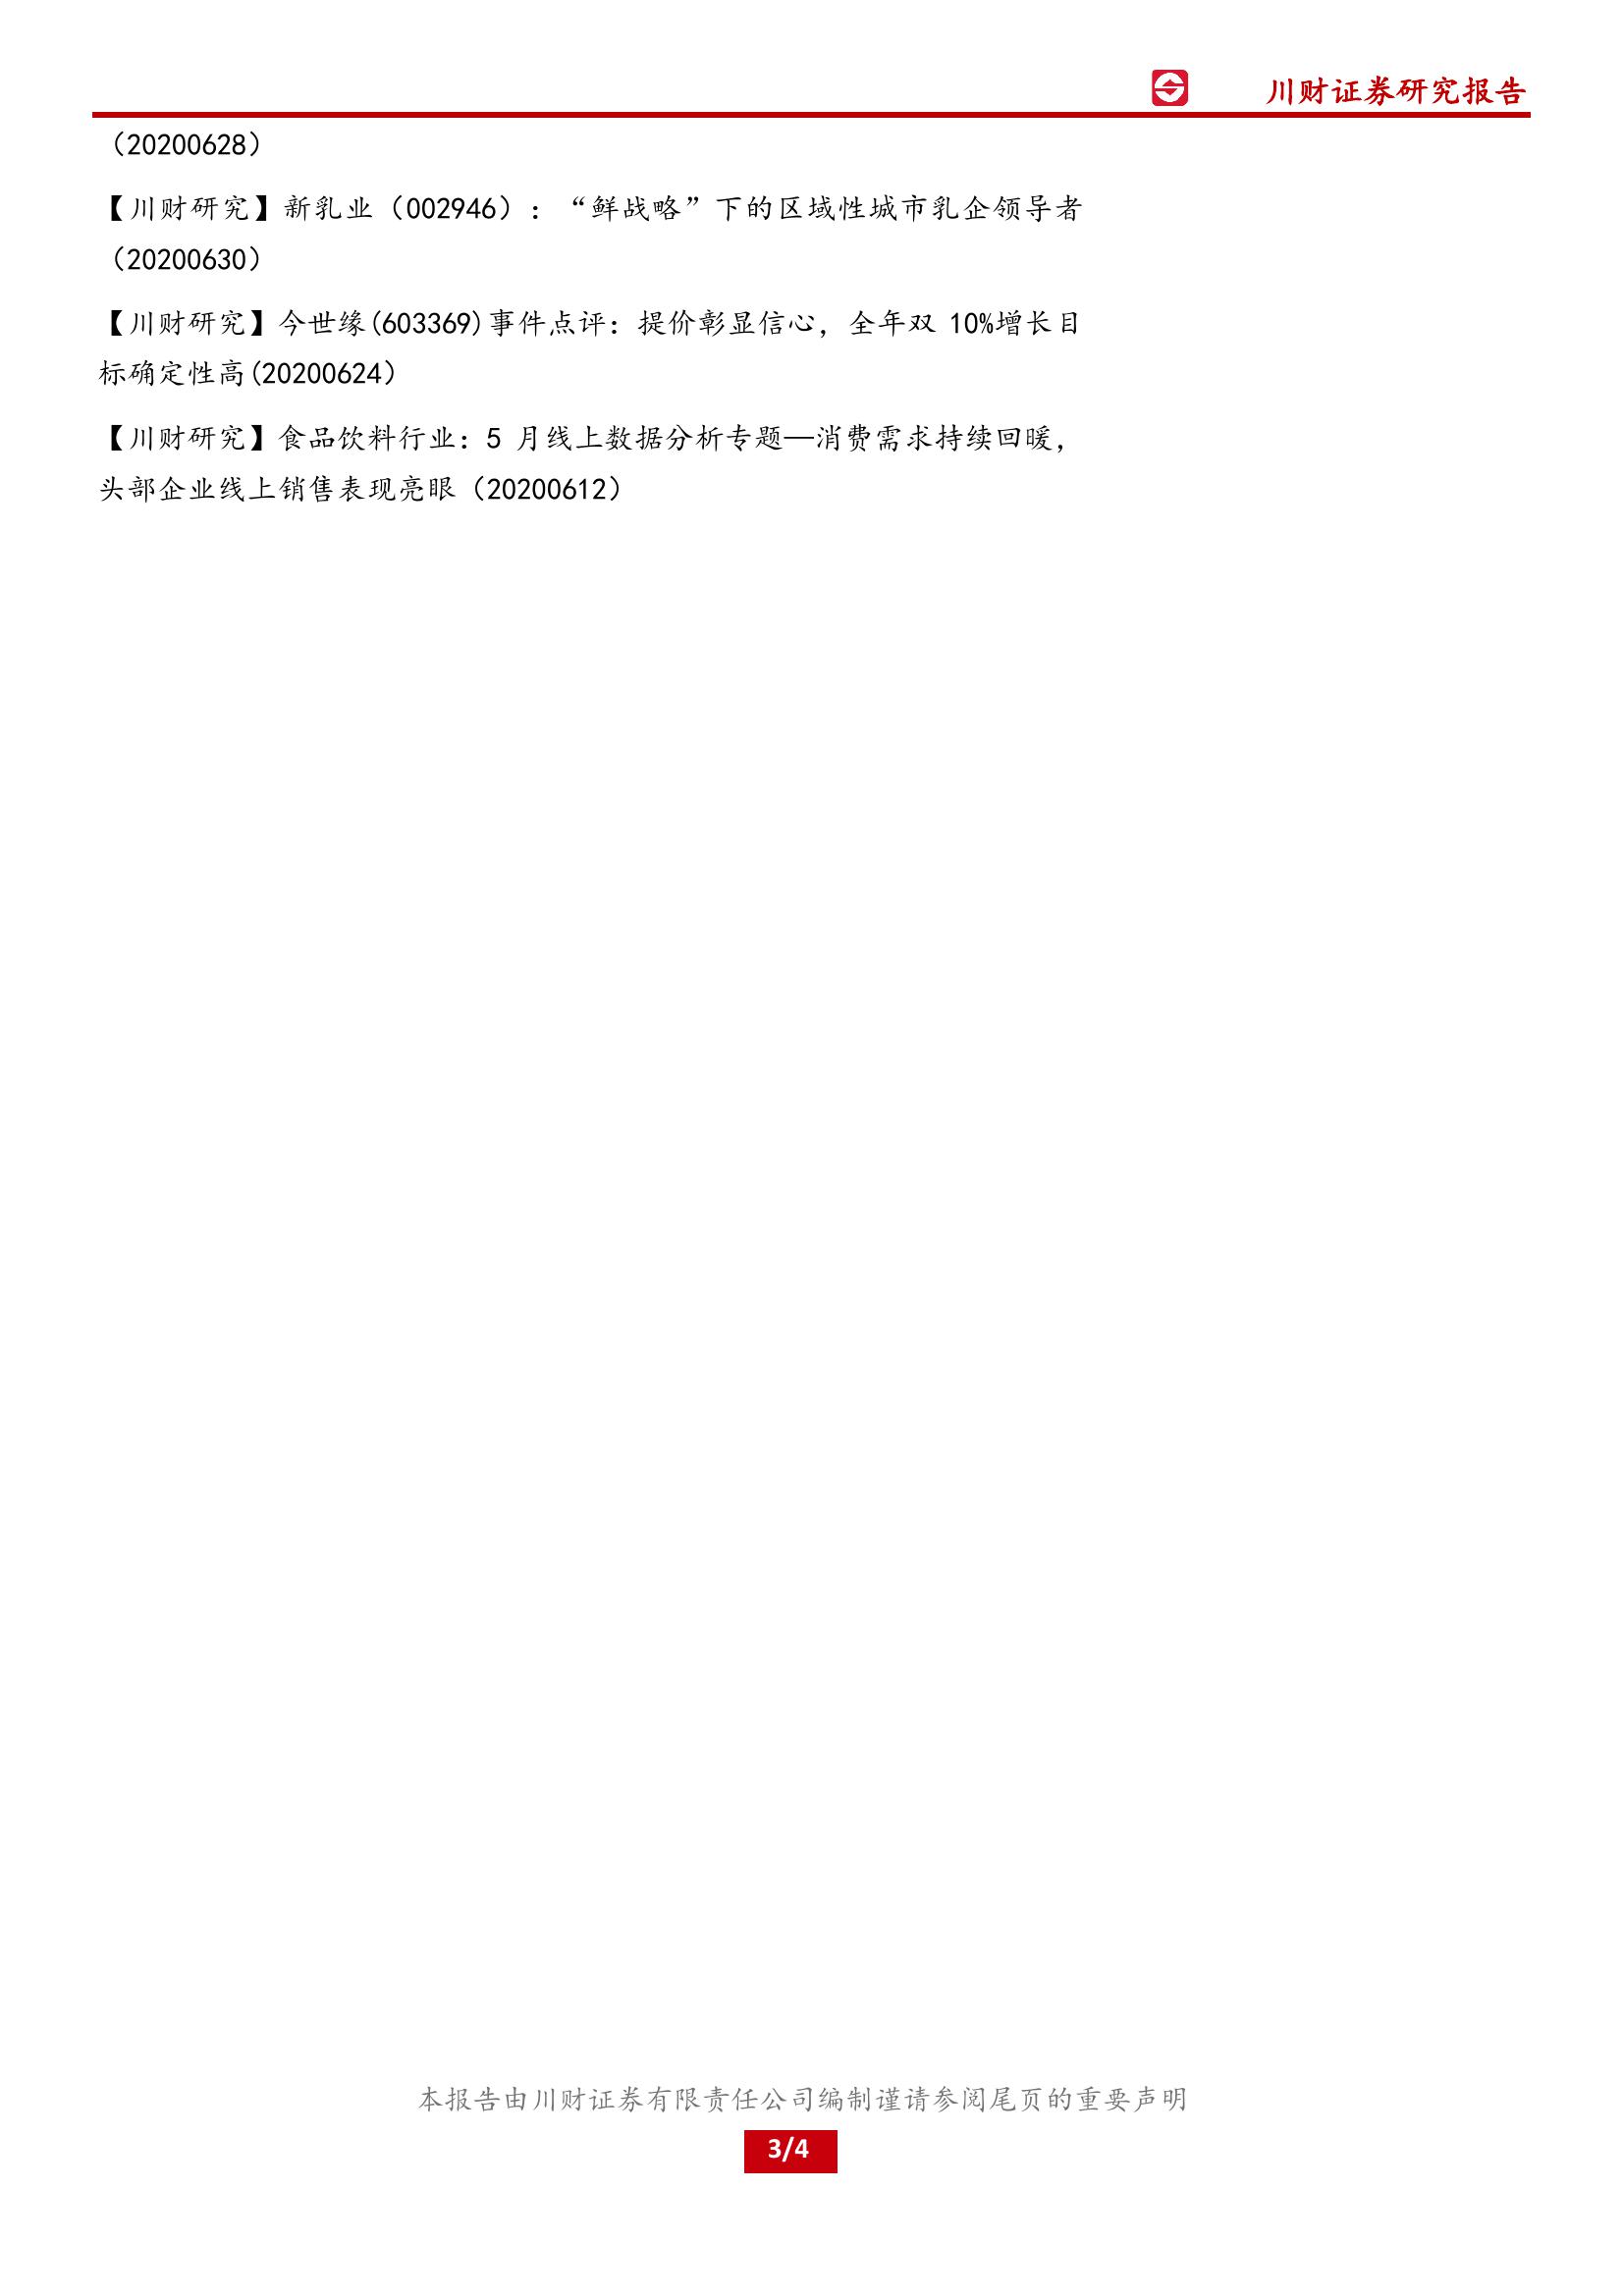 川财证券研究报告
（20200628）
【川财研究】新乳业（002946）：“鲜战略”下的区域性城市乳企领导者
（20200630）
【川财研究】今世缘(603369)事件点评：提价彰显信心，全年双 10%增长目
标确定性高(20200624）
【川财研究】食品饮料行业：5 月线上数据分析专题—消费需求持续回暖，
头部企业线上销售表现亮眼（20200612）
本报告由川财证券有限责任公司编制谨请参阅尾页的重要声明
3/4